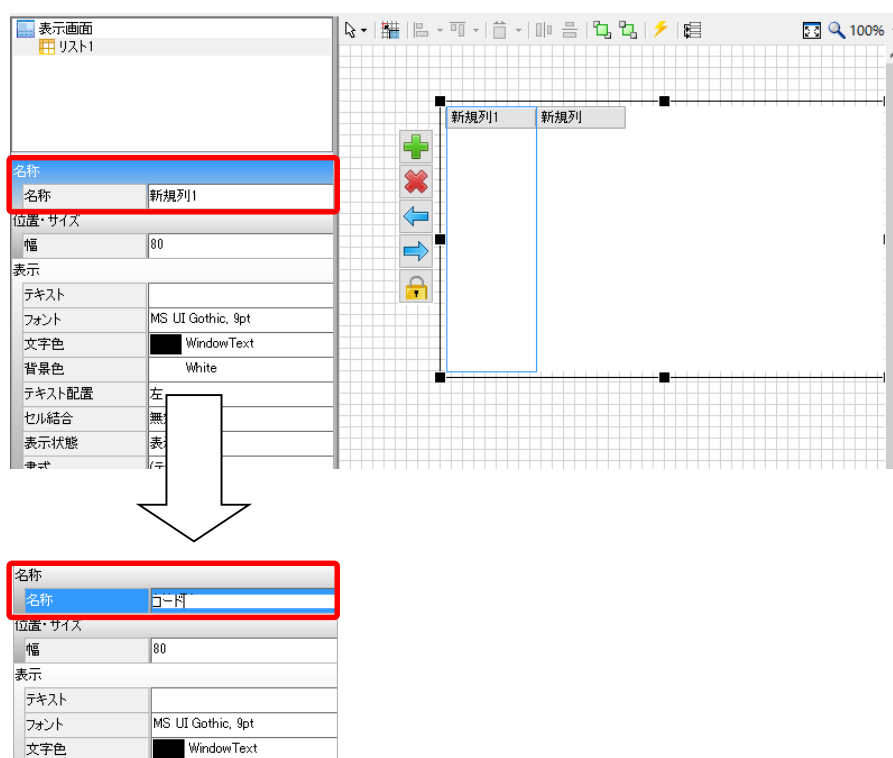 表示画面
リスト1
100%
新規列1 新規列
名称
名称 新規列1
位置・サイズ
幅 80
表示
テキスト
フォント MS UI Gothic, 9pt
文字色 WindowText
背景色 White
テキスト配置 左
セル結合
表示状態
書式
名称
名称 コード
位置・サイズ
幅 80
表示
テキスト
フォント MS UI Gothic, 9pt
文字色 WindowText